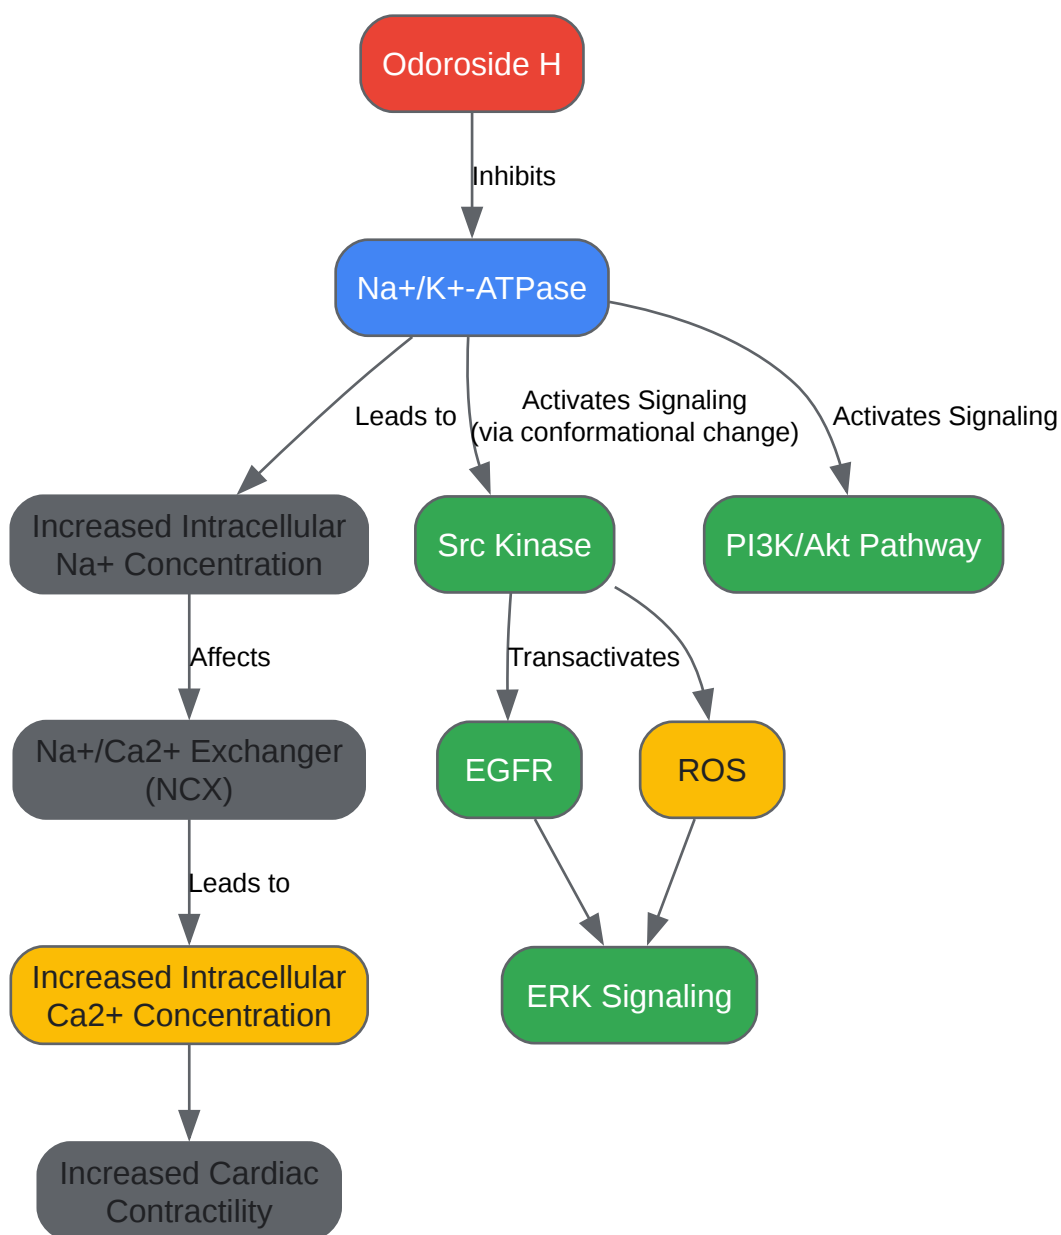 Odoroside H
Inhibits
Na+/K+-ATPase
Leads to
Activates Signaling
(via conformational change)
Activates Signaling
Increased Intracellular
Na+ Concentration
Src Kinase
PI3K/Akt Pathway
Affects
Transactivates
Na+/Ca2+ Exchanger
(NCX)
EGFR
ROS
Leads to
Increased Intracellular
Ca2+ Concentration
ERK Signaling
Increased Cardiac
Contractility